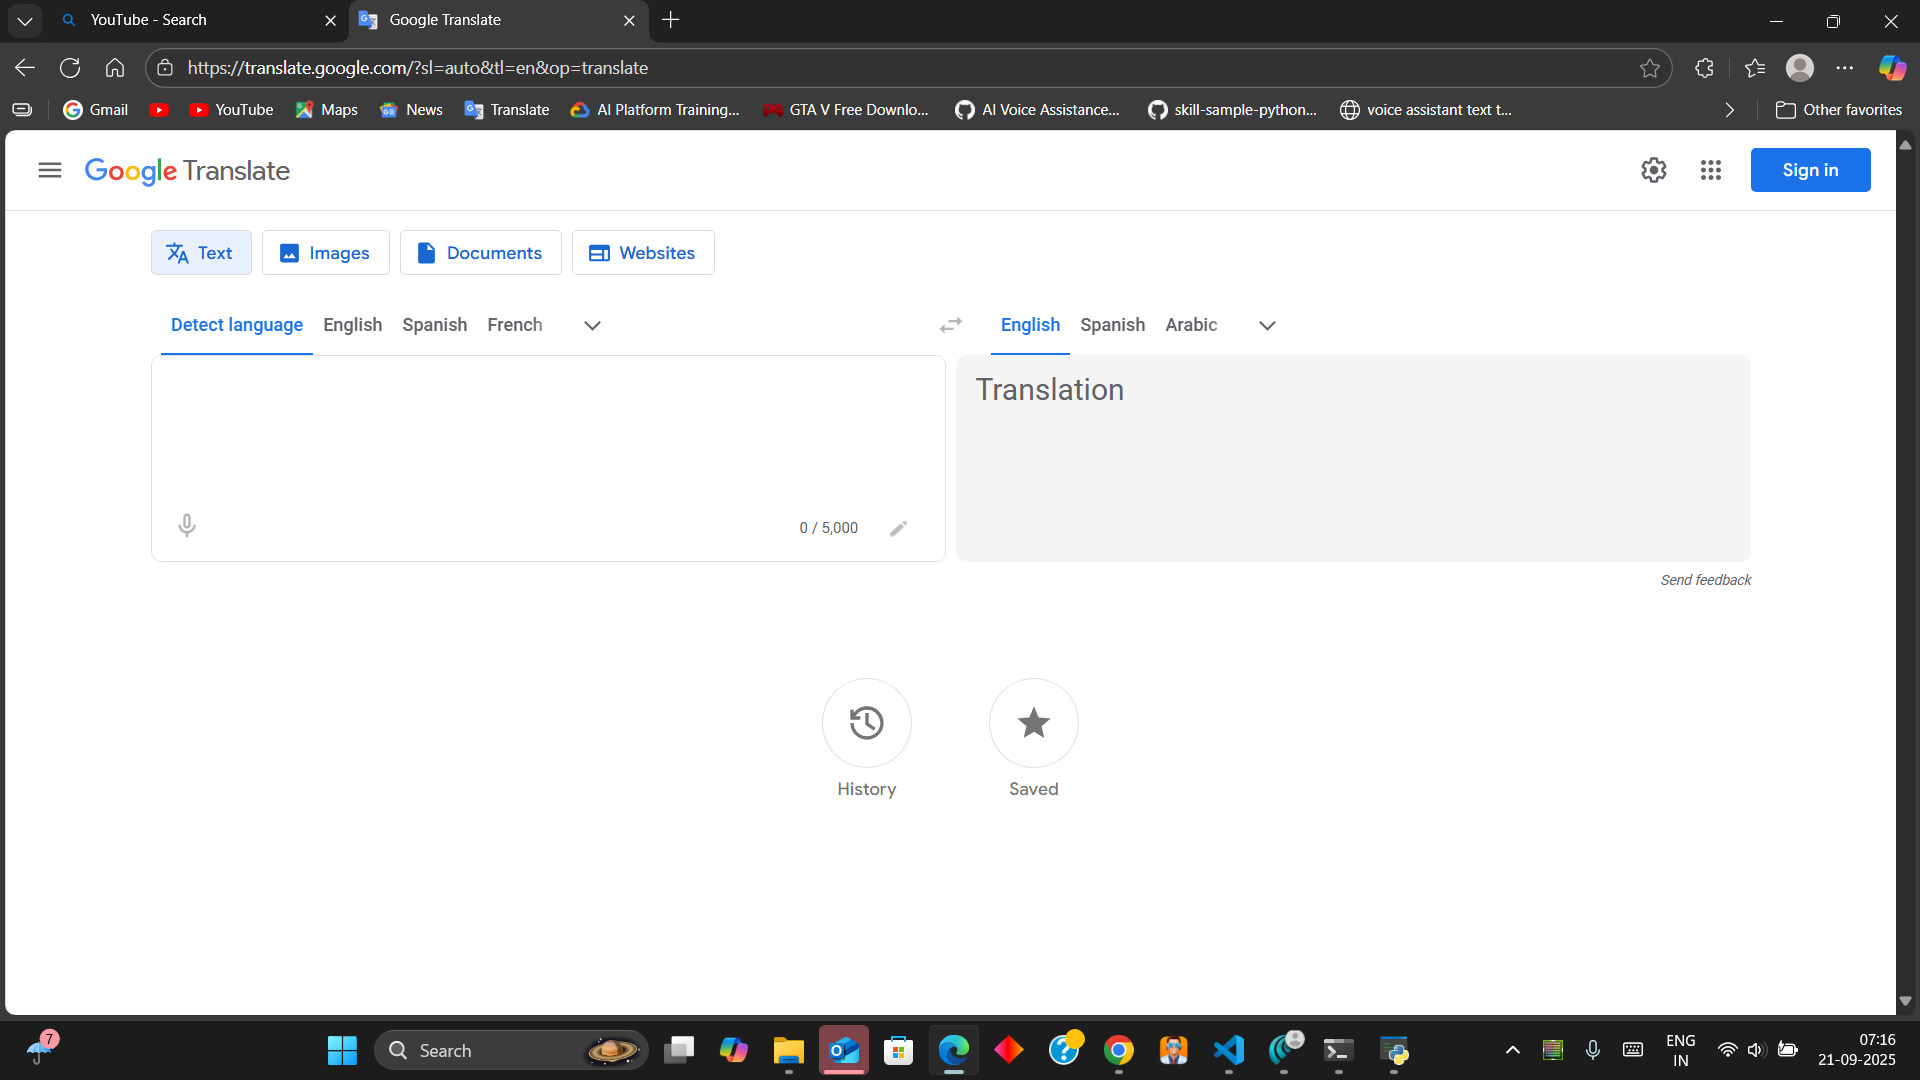 YouTube - Search
Google Translate
https://translate.google.com/?sl=auto&tl=en&op=translate
Gmail YouTube Maps News Translate AI Platform Training... GTA V Free Downlo... AI Voice Assistance... skill-sample-python... voice assistant text t... Other favorites
Google Translate
Sign in
Text Images Documents Websites
Detect language English Spanish French
English Spanish Arabic
Translation
0 / 5,000
Send feedback
History Saved
7
Search
ENG
IN
07:16
21-09-2025